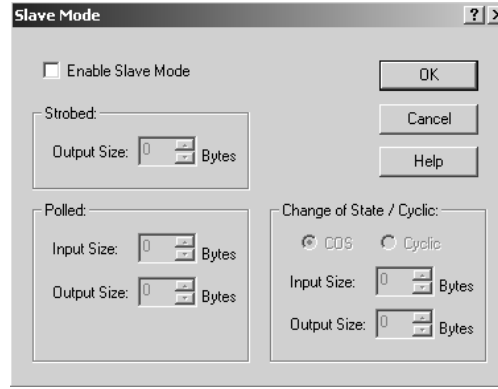 Slave Mode
Enable Slave Mode
OK
Cancel
Help
Strobed:
Output Size: 0 Bytes
Polled:
Input Size: 0 Bytes
Output Size: 0 Bytes
Change of State / Cyclic:
COS Cyclic
Input Size: 0 Bytes
Output Size: 0 Bytes